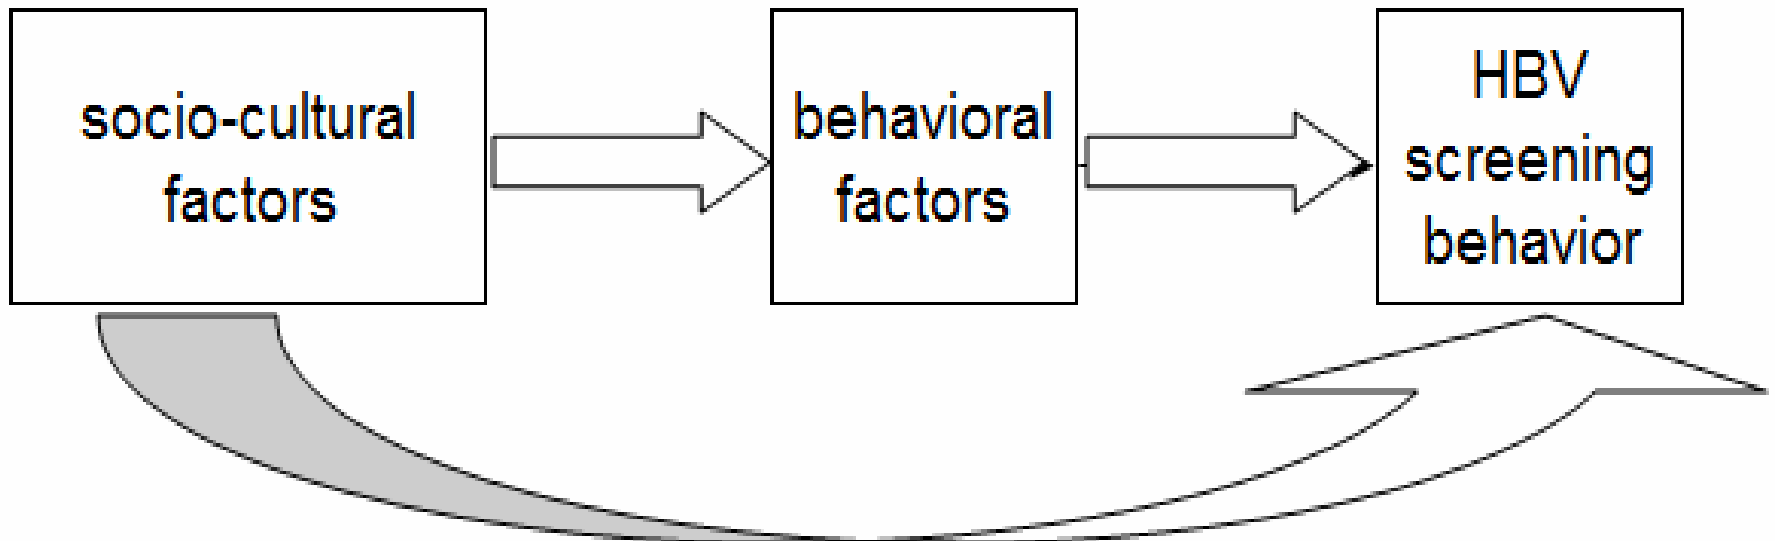 socio-cultural
factors
behavioral
factors
HBV
screening
behavior